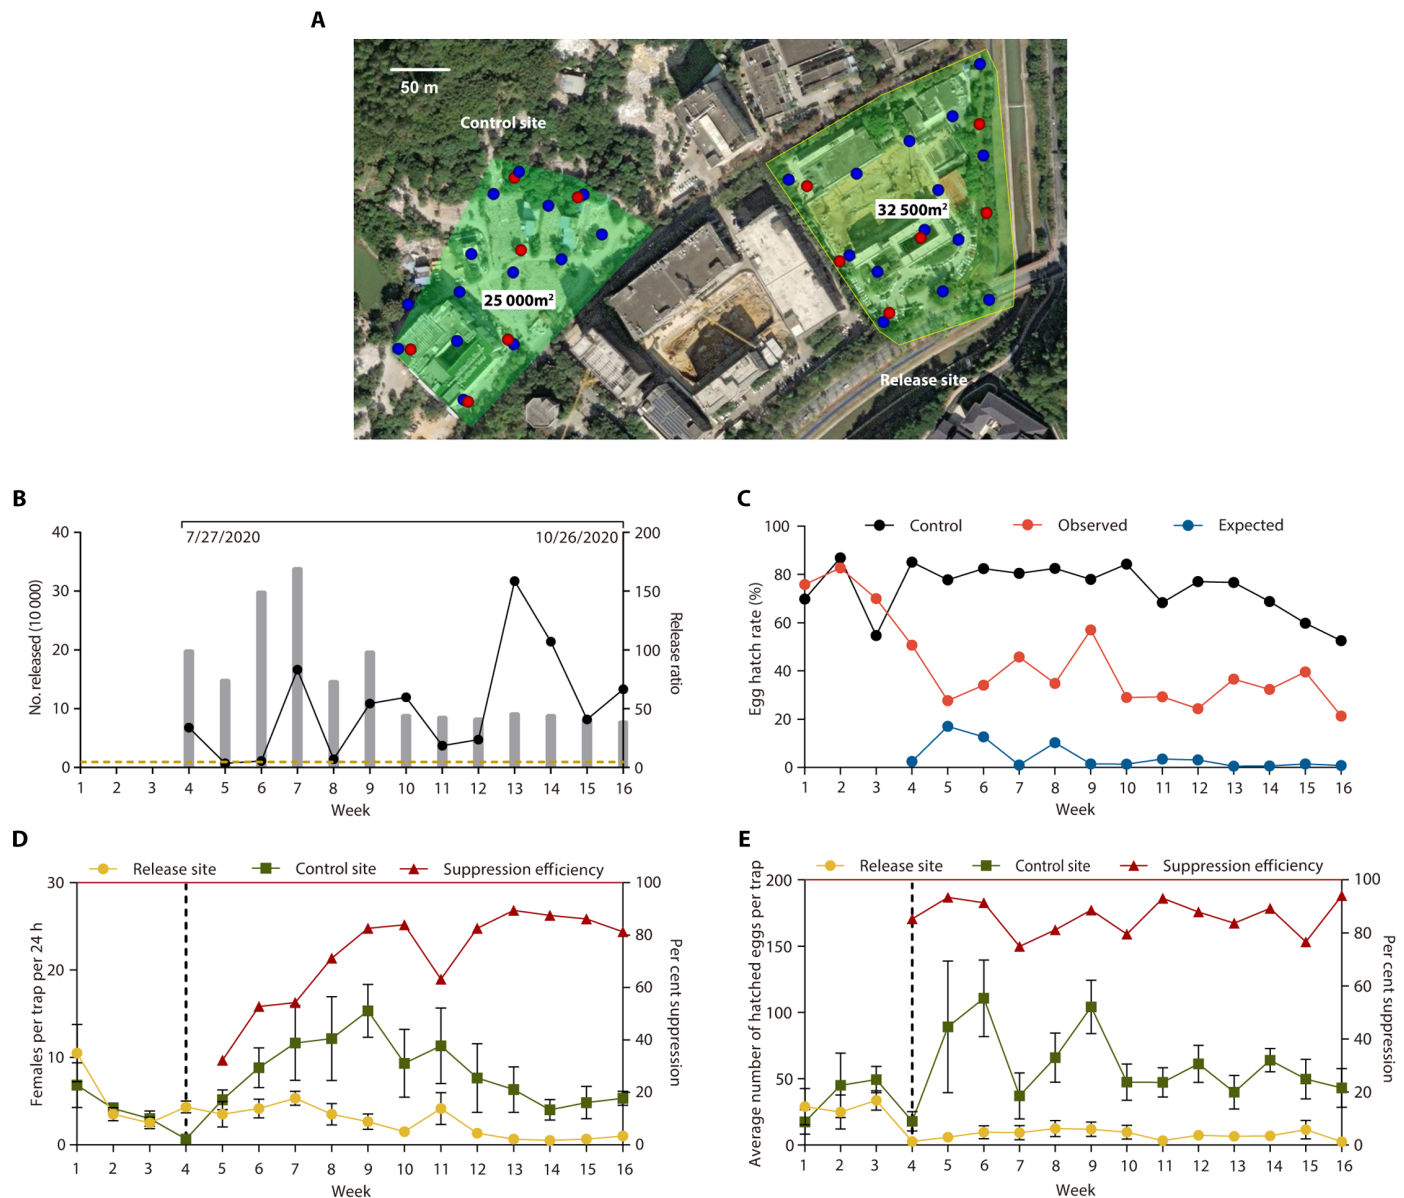 A
50 m
Control site
32 500m²
25 000m²
Release site
B
7/27/2020
10/26/2020
No. released (10 000)
40
30
20
10
0
Release ratio
200
150
100
50
0
1 2 3 4 5 6 7 8 9 10 11 12 13 14 15 16
Week
C
Control Observed Expected
Egg hatch rate (%)
100
80
60
40
20
0
1 2 3 4 5 6 7 8 9 10 11 12 13 14 15 16
Week
D
Release site Control site Suppression efficiency
Females per trap per 24 h
30
20
10
0
Per cent suppression
100
80
60
40
20
0
1 2 3 4 5 6 7 8 9 10 11 12 13 14 15 16
Week
E
Release site Control site Suppression efficiency
Average number of hatched eggs per trap
200
150
100
50
0
Per cent suppression
100
80
60
40
20
0
1 2 3 4 5 6 7 8 9 10 11 12 13 14 15 16
Week